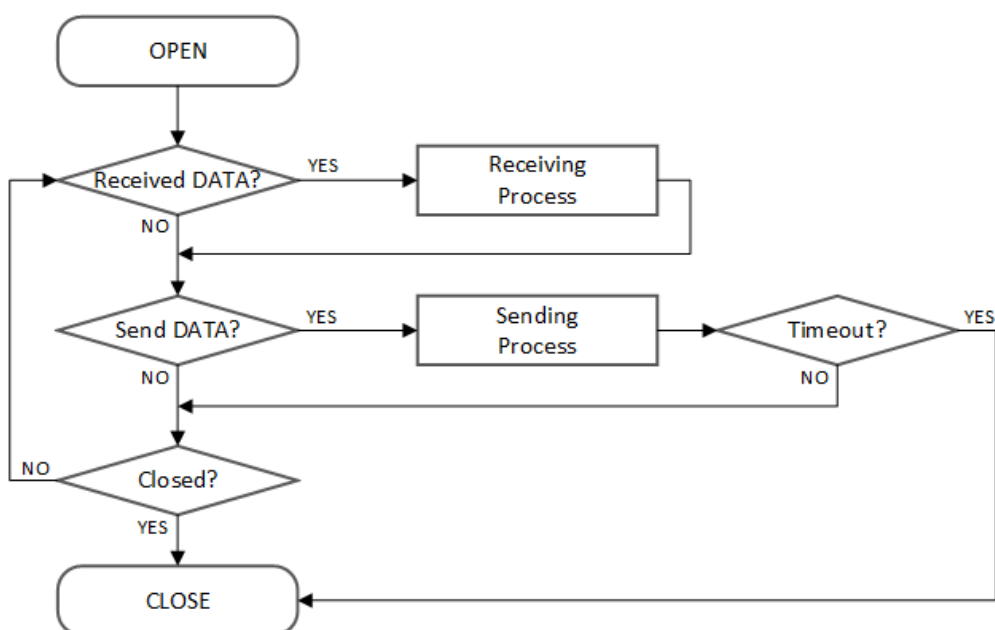 OPEN
Received DATA?
YES
Receiving
Process
NO
Send DATA?
YES
Sending
Process
Timeout?
YES
NO
NO
Closed?
NO
YES
CLOSE